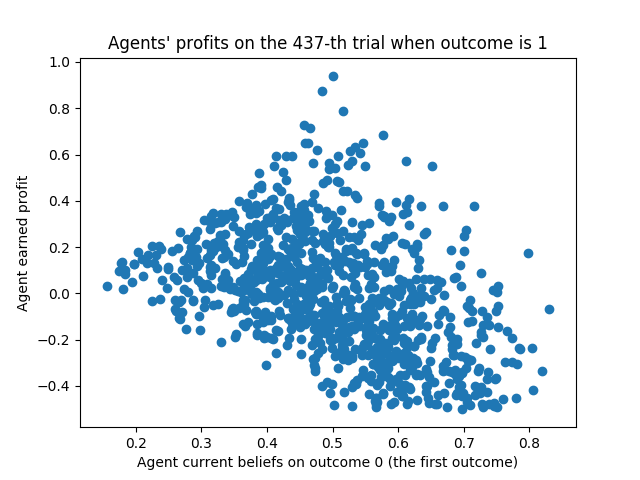 Agents' profits on the 437-th trial when outcome is 1
1.0
0.8
0.6
0.4
0.2
0.0
−0.2
−0.4
Agent earned profit
0.2 0.3 0.4 0.5 0.6 0.7 0.8
Agent current beliefs on outcome 0 (the first outcome)